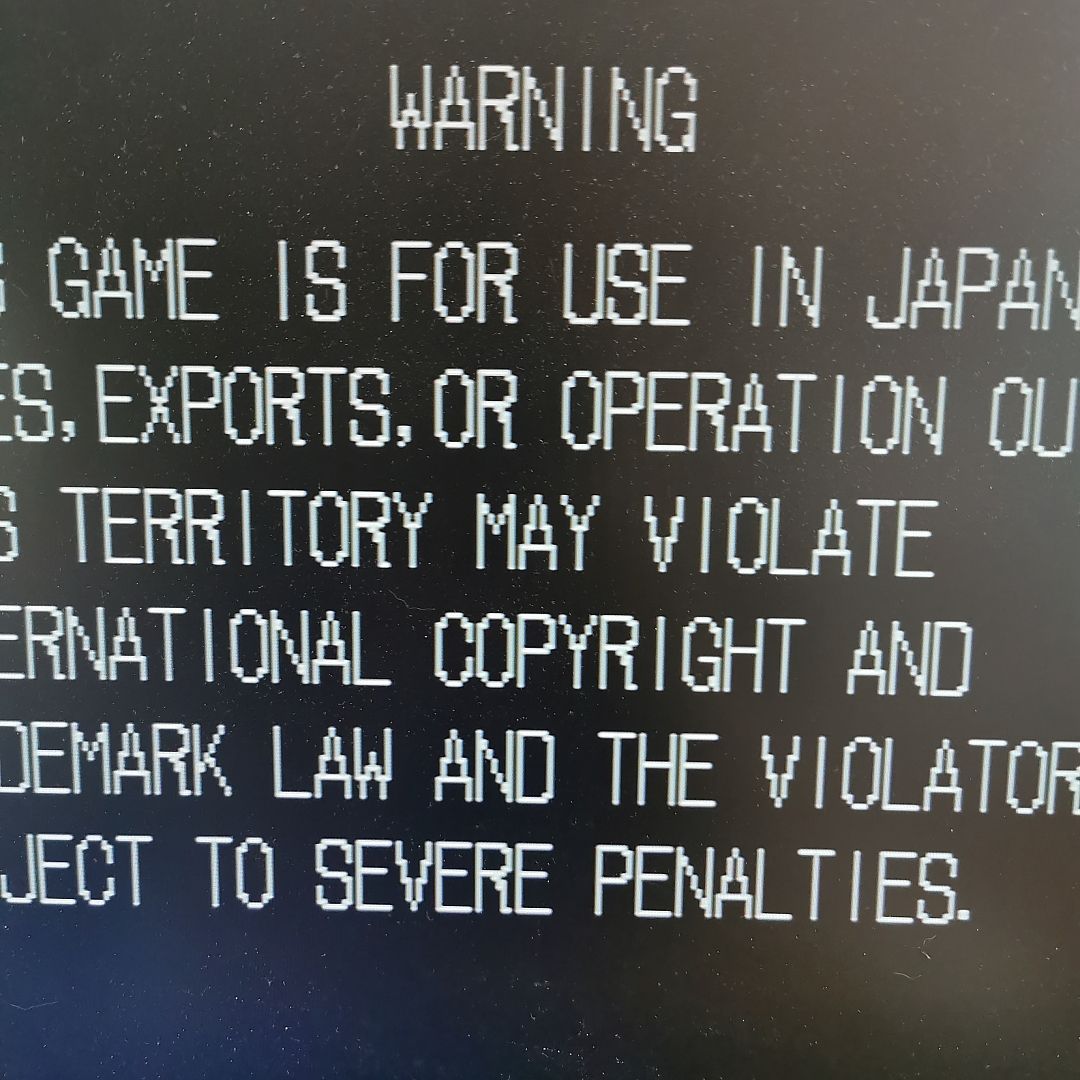 WARNING
GAME IS FOR USE IN JAPAN
ES, EXPORTS, OR OPERATION OU
TERRITORY MAY VIOLATE
ERNATIONAL COPYRIGHT AND
DEMARK LAW AND THE VIOLATOR
JECT TO SEVERE PENALTIES.